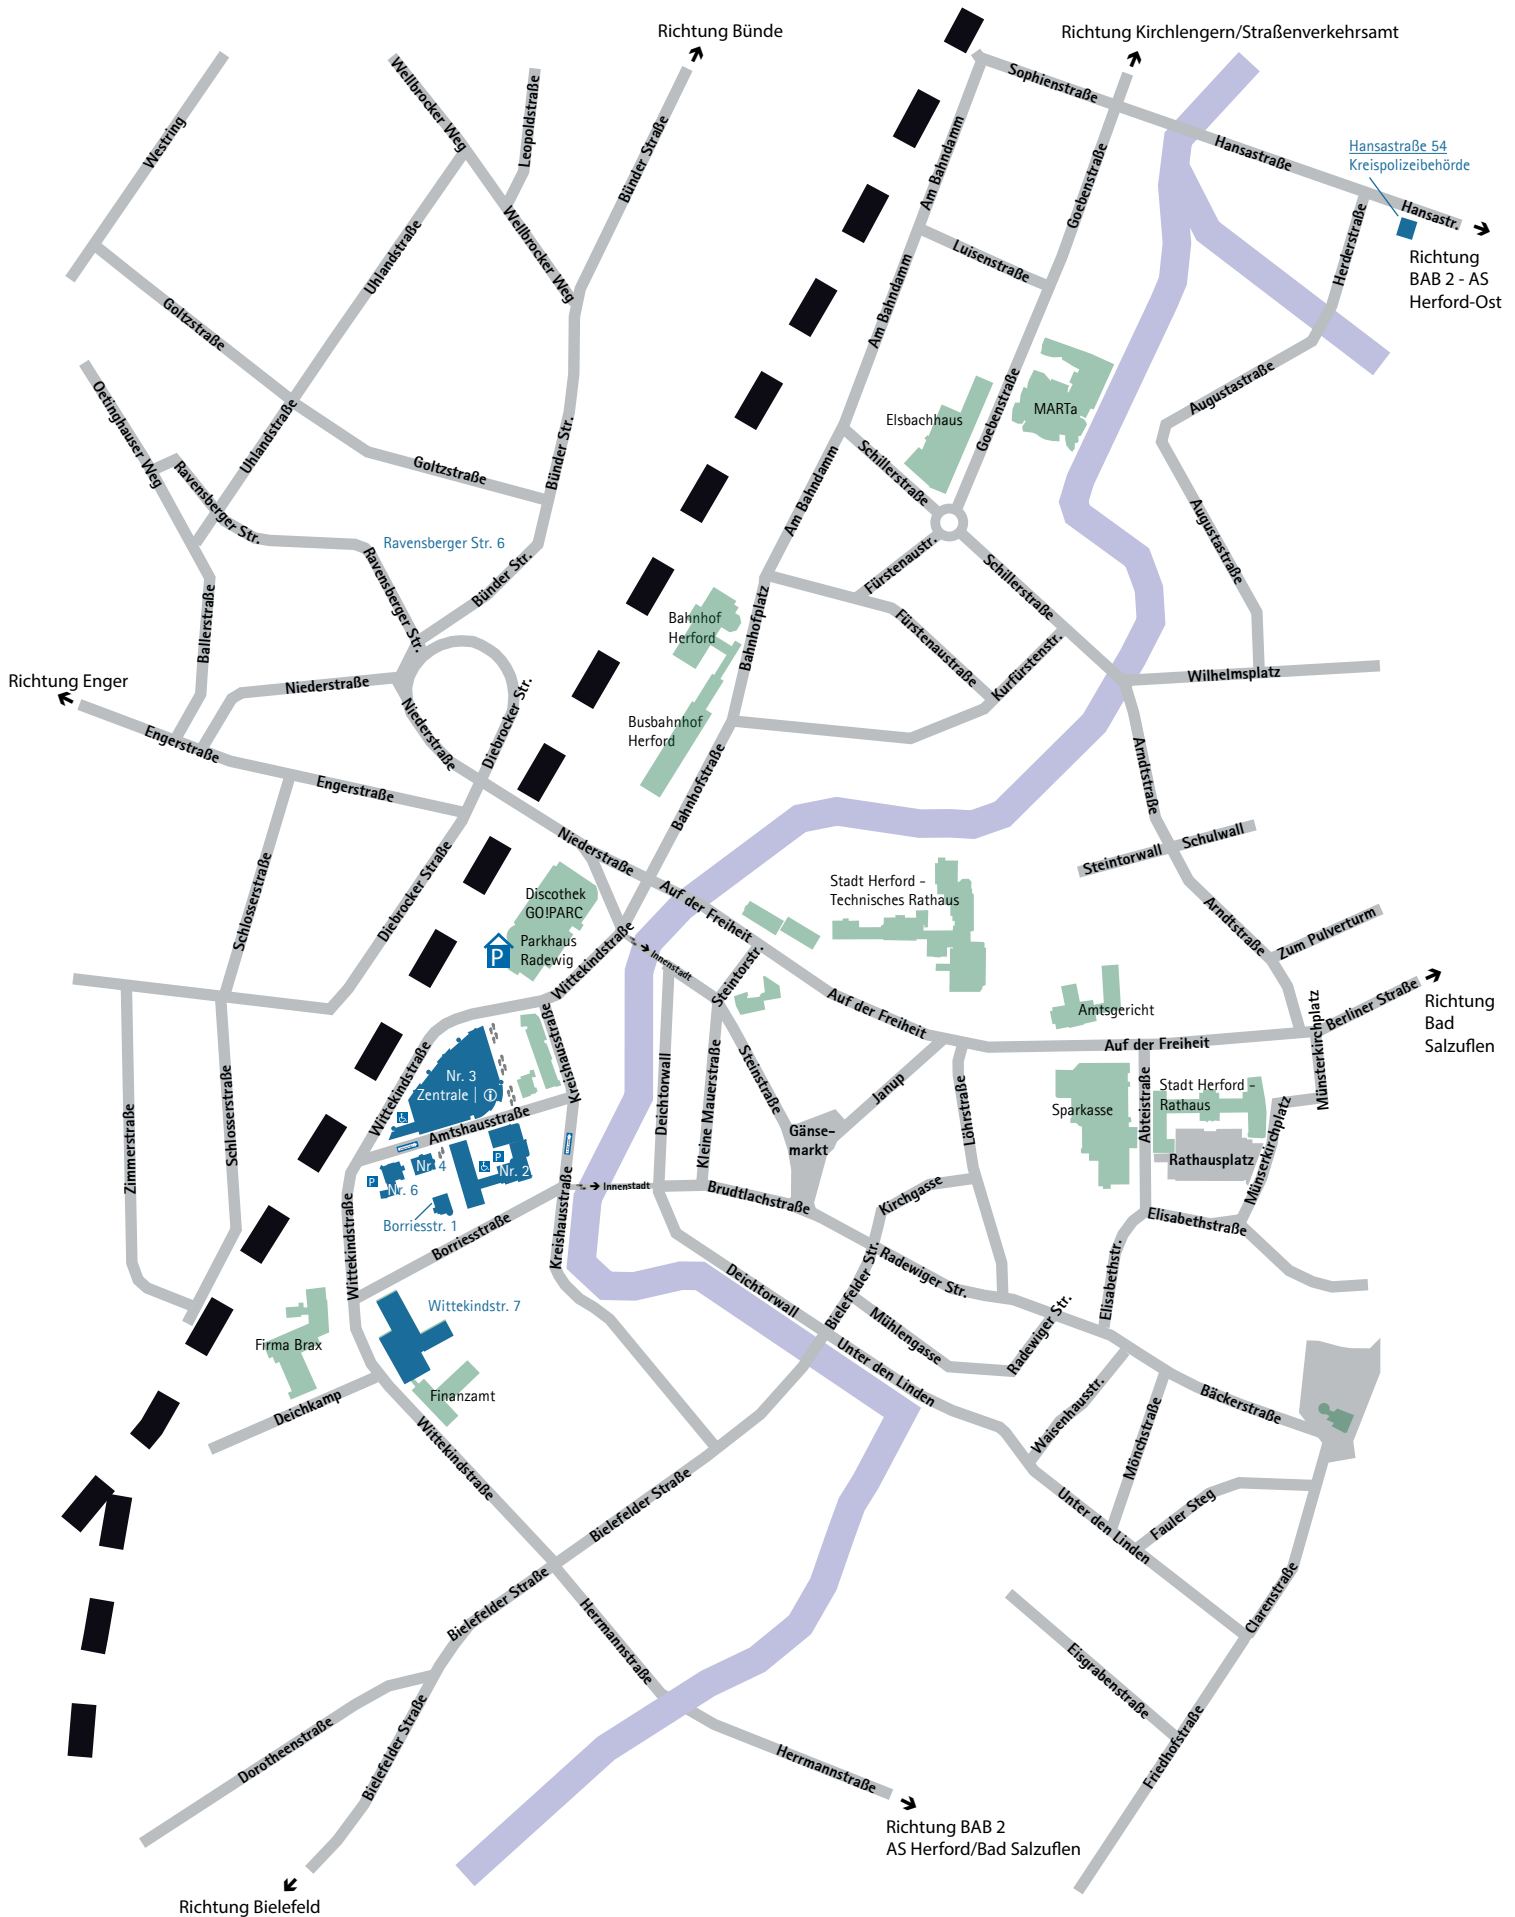 Richtung Bünde
Richtung Kirchlengern/Straßenverkehrsamt
Sophienstraße
Hansastraße
Hansastraße 54
Kreispolizeibehörde
Hansastr.
Richtung
BAB 2 - AS
Herford-Ost
Westring
Wellbrocker Weg
Leopoldstraße
Bünder Straße
Am Bahndamm
Goebenstraße
Herderstraße
Uhlandstraße
Wellbrocker Weg
Luisenstraße
Goltzstraße
Am Bahndamm
Augustastraße
Oetinghauser Weg
Uhlandstraße
Goltzstraße
Bünder Str.
Elsbachhaus
Goebenstraße
MARTa
Ravensberger Str.
Am Bahndamm
Schillerstraße
Augustastraße
Ravensberger Str. 6
Ravensberger Str.
Bünder Str.
Fürstenaustr.
Schillerstraße
Ballerstraße
Bahnhof
Herford
Bahnhofplatz
Fürstenaustraße
Kurfürstenstr.
Wilhelmsplatz
Richtung Enger
Niederstraße
Niederstraße
Diebrocker Str.
Busbahnhof
Herford
Engerstraße
Engerstraße
Bahnhofstraße
Arndtstraße
Niederstraße
Steintorwall
Schulwall
Schlosserstraße
Diebrocker Straße
Discothek
GO!PARC
Parkhaus
Radewig
P
Wittekindstraße
Auf der Freiheit
Stadt Herford -
Technisches Rathaus
Arndtstraße
Zum Pulverturm
Innenstadt
Steintorstr.
Auf der Freiheit
Amtsgericht
Münsterkirchplatz
Berliner Straße
Richtung
Bad
Salzuflen
Auf der Freiheit
Wittekindstraße
Nr. 3
Zentrale
Kreishausstraße
Amtshausstraße
Deichtorwall
Kleine Mauerstraße
Steinstraße
Janup
Löhrstraße
Sparkasse
Abteistraße
Stadt Herford -
Rathaus
Gänse-
markt
Rathausplatz
Münserkirchplatz
Zimmerstraße
Schlosserstraße
Nr. 4
P
Nr. 2
P
Nr. 6
Borriesstr. 1
Innenstadt
Brudtlachstraße
Kirchgasse
Elisabethstraße
Wittekindstraße
Borriesstraße
Kreishausstraße
Deichtorwall
Bielefelder Str.
Radewiger Str.
Elisabethstr.
Wittekindstr. 7
Firma Brax
Mühlengasse
Radewiger Str.
Unter den Linden
Finanzamt
Deichkamp
Wittekindstraße
Waisenhausstr.
Mönchstraße
Bäckerstraße
Bielefelder Straße
Unter den Linden
Fauler Steg
Bielefelder Straße
Herrmannstraße
Clarenstraße
Eisgrabenstraße
Dorotheenstraße
Bielefelder Straße
Herrmannstraße
Friedhofstraße
Richtung BAB 2
AS Herford/Bad Salzuflen
Richtung Bielefeld
Ravensberger Str.